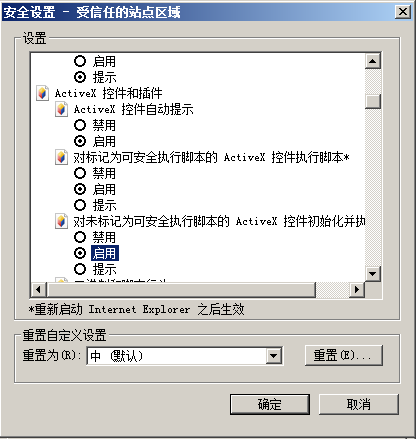 安全设置 - 受信任的站点区域
设置
启用
提示
ActiveX 控件和插件
ActiveX 控件自动提示
禁用
启用
对标记为可安全执行脚本的 ActiveX 控件执行脚本*
禁用
启用
提示
对未标记为可安全执行脚本的 ActiveX 控件初始化并执
禁用
启用
提示
*重新启动 Internet Explorer 之后生效
重置自定义设置
重置为(R): 中 (默认) 重置(E)...
确定 取消